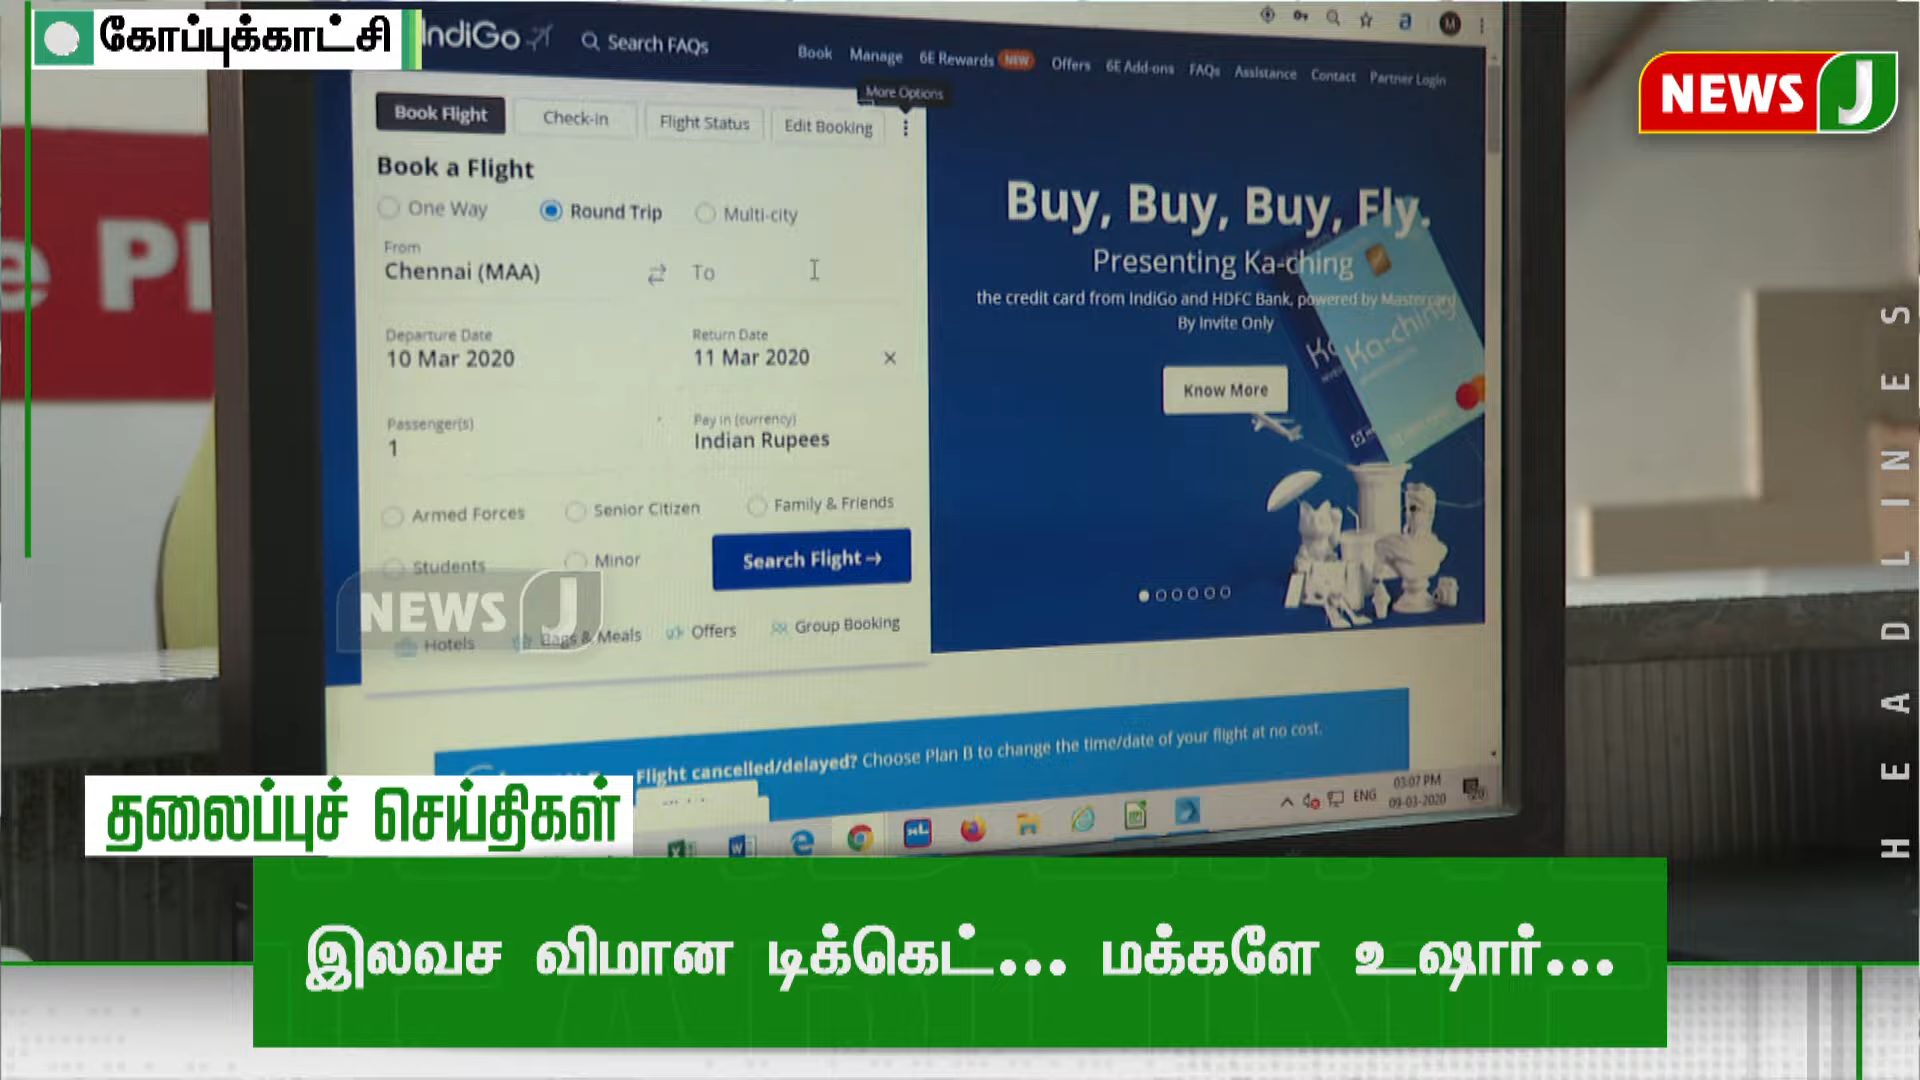 கோப்புக்காட்சி
IndiGo
Search FAQs
Book Manage 6E Rewards NEW Offers 6E Add-ons FAQs Assistance Contact Partner Login
NEWS J
More Options
Book Flight Check-In Flight Status Edit Booking
Book a Flight
One Way Round Trip Multi-city
From
Chennai (MAA) To
Departure Date Return Date
10 Mar 2020 11 Mar 2020
Passenger(s) Pay in (currency)
1 Indian Rupees
Armed Forces Senior Citizen Family & Friends
Students Minor
Search Flight
NEWS J
Hotels Bags & Meals Offers Group Booking
Buy, Buy, Buy, Fly.
Presenting Ka-ching
the credit card from IndiGo and HDFC Bank, powered by Mastercard
By Invite Only
Know More
Ka-ching
Flight cancelled/delayed? Choose Plan B to change the time/date of your flight at no cost.
ENG
03:07 PM
09-03-2020
HEADLINES
தலைப்புச் செய்திகள்
இலவச விமான டிக்கெட்... மக்களே உஷார்...